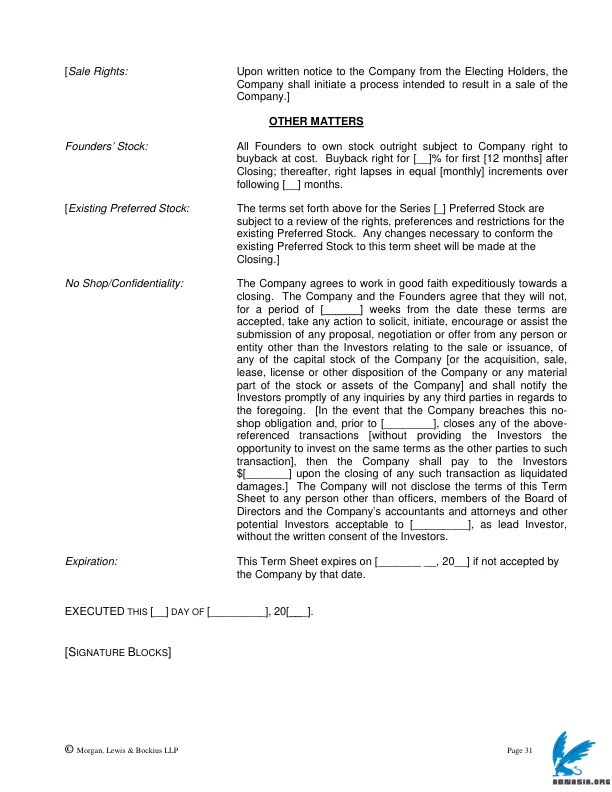 [Sale Rights: Upon written notice to the Company from the Electing Holders, the
Company shall initiate a process intended to result in a sale of the
Company.]
OTHER MATTERS
Founders' Stock: All Founders to own stock outright subject to Company right to
buyback at cost. Buyback right for [__]% for first [12 months] after
Closing; thereafter, right lapses in equal [monthly] increments over
following [__] months.
[Existing Preferred Stock: The terms set forth above for the Series [_] Preferred Stock are
subject to a review of the rights, preferences and restrictions for the
existing Preferred Stock. Any changes necessary to conform the
existing Preferred Stock to this term sheet will be made at the
Closing.]
No Shop/Confidentiality: The Company agrees to work in good faith expeditiously towards a
closing. The Company and the Founders agree that they will not,
for a period of [______] weeks from the date these terms are
accepted, take any action to solicit, initiate, encourage or assist the
submission of any proposal, negotiation or offer from any person or
entity other than the Investors relating to the sale or issuance, of
any of the capital stock of the Company [or the acquisition, sale,
lease, license or other disposition of the Company or any material
part of the stock or assets of the Company] and shall notify the
Investors promptly of any inquiries by any third parties in regards to
the foregoing. [In the event that the Company breaches this no-
shop obligation and, prior to [________], closes any of the above-
referenced transactions [without providing the Investors the
opportunity to invest on the same terms as the other parties to such
transaction], then the Company shall pay to the Investors
$[_______] upon the closing of any such transaction as liquidated
damages.] The Company will not disclose the terms of this Term
Sheet to any person other than officers, members of the Board of
Directors and the Company's accountants and attorneys and other
potential Investors acceptable to [_________], as lead Investor,
without the written consent of the Investors.
Expiration: This Term Sheet expires on [_______ __, 20__] if not accepted by
the Company by that date.
EXECUTED THIS [__] DAY OF [_________], 20[___].
[SIGNATURE BLOCKS]
© Morgan, Lewis & Bockius LLP Page 31
ABNASIA.ORG